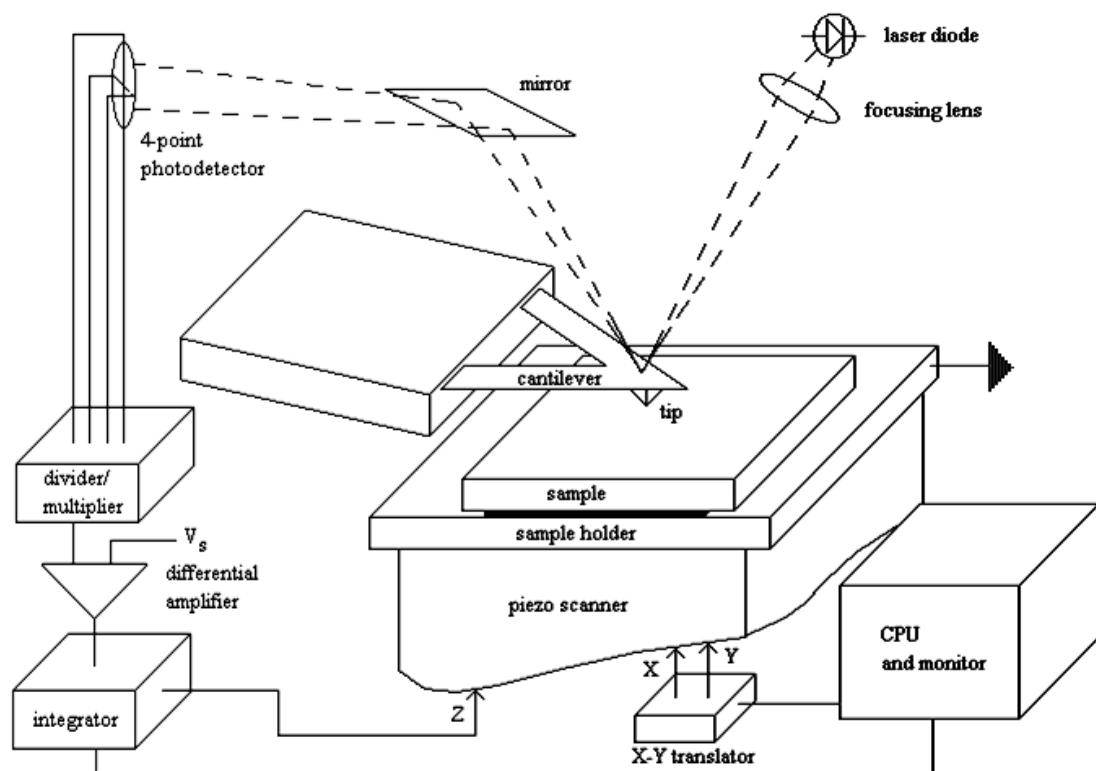 laser diode
mirror
focusing lens
4-point
photodetector
cantilever
tip
divider/
multiplier
sample
sample holder
Vs
differential
amplifier
piezo scanner
CPU
and monitor
X
Y
Z
integrator
X-Y translator